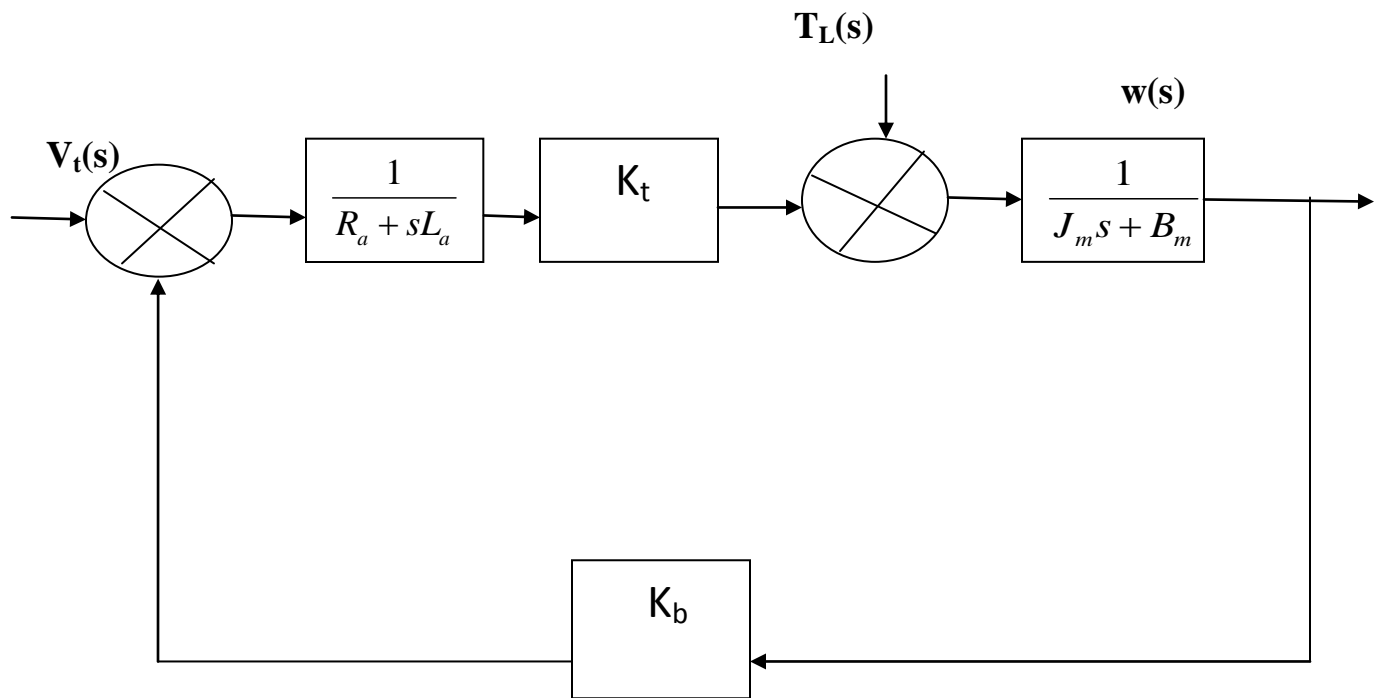 T_L(s)
w(s)
V_t(s)
1
R_a + sL_a
K_t
1
J_m s + B_m
K_b